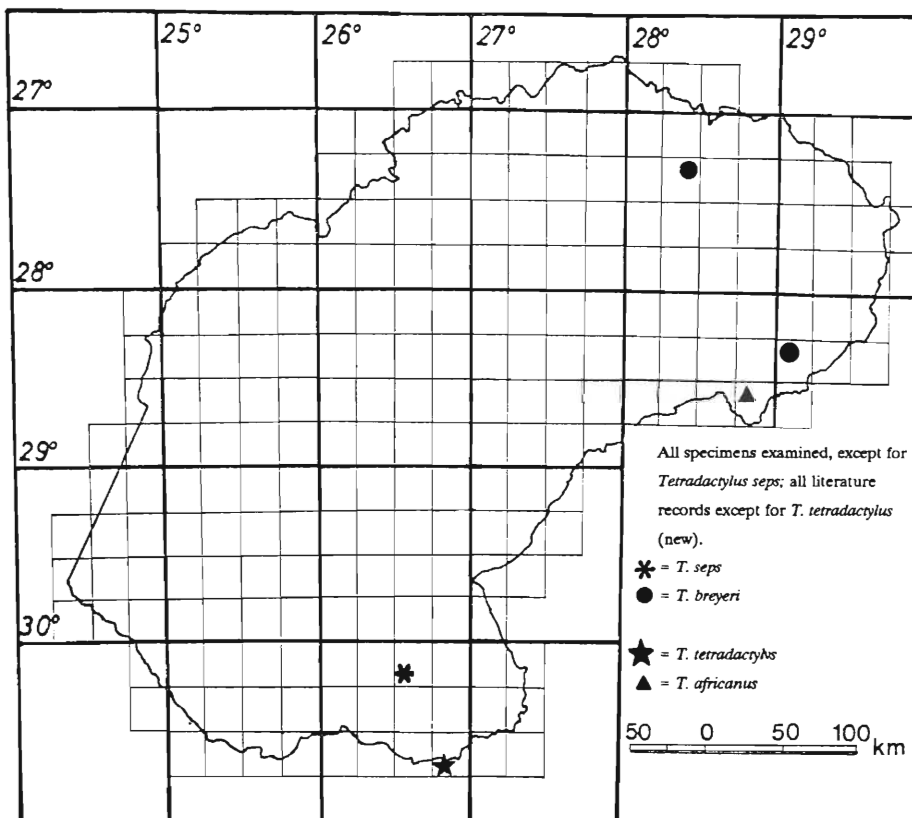 25° 26° 27° 28° 29°
27°
28°
29°
30°
All specimens examined, except for
Tetradactylus seps; all literature
records except for T. tetradactylus
(new).
= T. seps
= T. breyeri
= T. tetradactylus
= T. africanus
50 0 50 100 km